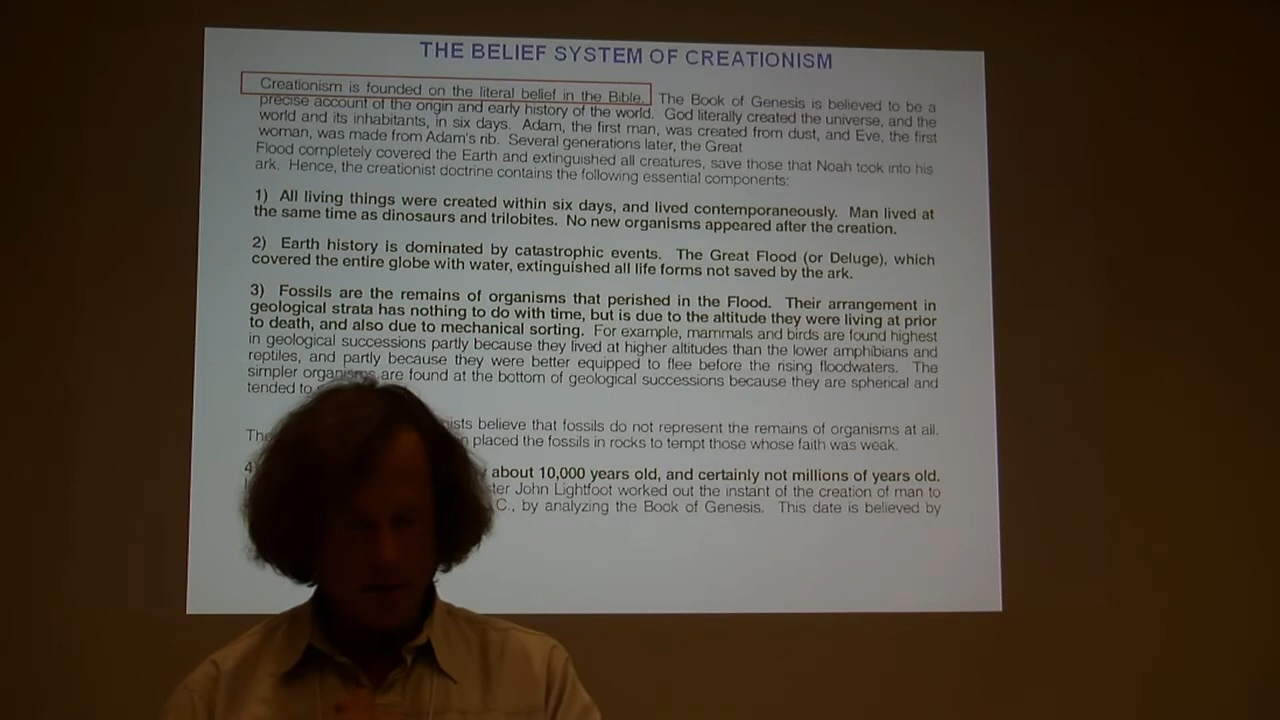 THE BELIEF SYSTEM OF CREATIONISM
Creationism is founded on the literal belief in the Bible. The Book of Genesis is believed to be a
precise account of the origin and early history of the world. God literally created the universe, and the
world and its inhabitants, in six days. Adam, the first man, was created from dust, and Eve, the first
woman, was made from Adam's rib. Several generations later, the Great
Flood completely covered the Earth and extinguished all creatures, save those that Noah took into his
ark. Hence, the creationist doctrine contains the following essential components:
1) All living things were created within six days, and lived contemporaneously. Man lived at
the same time as dinosaurs and trilobites. No new organisms appeared after the creation.
2) Earth history is dominated by catastrophic events. The Great Flood (or Deluge), which
covered the entire globe with water, extinguished all life forms not saved by the ark.
3) Fossils are the remains of organisms that perished in the Flood. Their arrangement in
geological strata has nothing to do with time, but is due to the altitude they were living at prior
to death, and also due to mechanical sorting. For example, mammals and birds are found highest
in geological successions partly because they lived at higher altitudes than the lower amphibians and
reptiles, and partly because they were better equipped to flee before the rising floodwaters. The
simpler organisms are found at the bottom of geological successions because they are spherical and
tended to
believe that fossils do not represent the remains of organisms at all.
placed the fossils in rocks to tempt those whose faith was weak.
4 about 10,000 years old, and certainly not millions of years old.
John Lightfoot worked out the instant of the creation of man to
C., by analyzing the Book of Genesis. This date is believed by